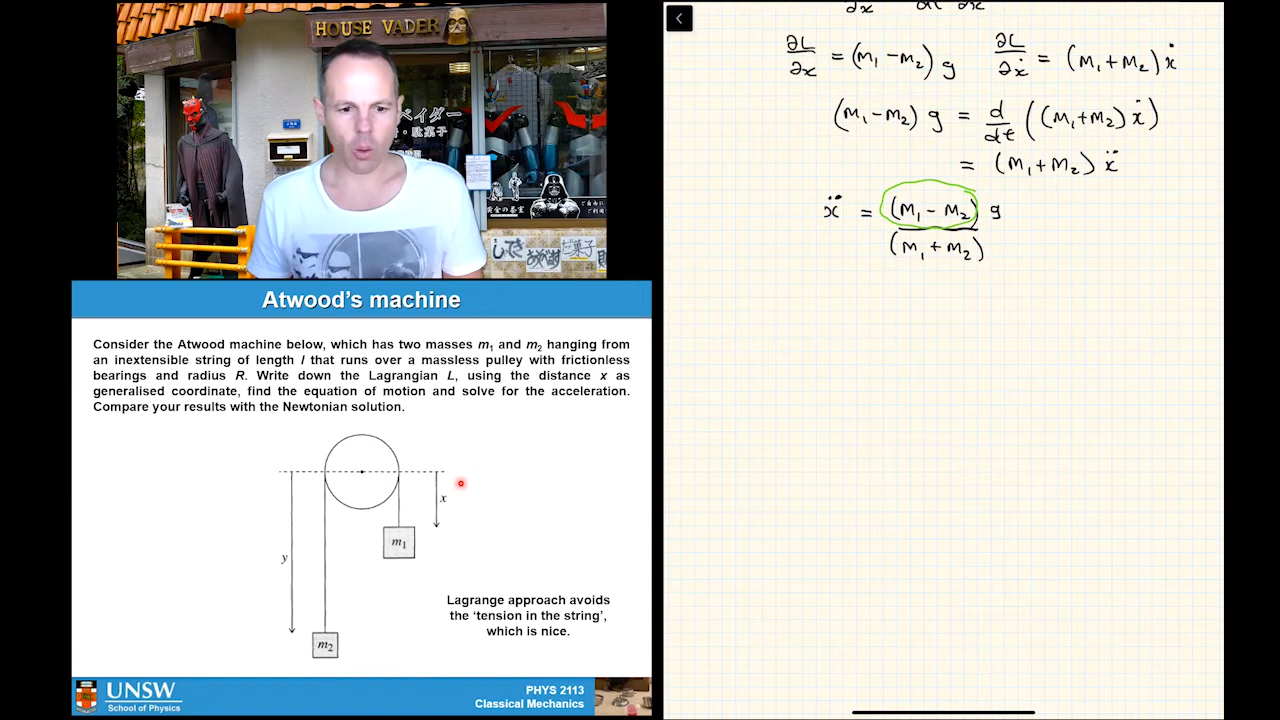 HOUSE VADER
ベイダー
・駄菓子
Atwood's machine
Consider the Atwood machine below, which has two masses m₁ and m₂ hanging from
an inextensible string of length l that runs over a massless pulley with frictionless
bearings and radius R. Write down the Lagrangian L, using the distance x as
generalised coordinate, find the equation of motion and solve for the acceleration.
Compare your results with the Newtonian solution.
x
m₁
y
m₂
Lagrange approach avoids
the 'tension in the string',
which is nice.
UNSW
School of Physics
PHYS 2113
Classical Mechanics
∂L/∂x = (m₁ - m₂) g ∂L/∂ẋ = (m₁ + m₂) ẋ
(m₁ - m₂) g = d/dt ((m₁ + m₂) ẋ)
= (m₁ + m₂) ẍ
ẍ = (m₁ - m₂)/(m₁ + m₂) g